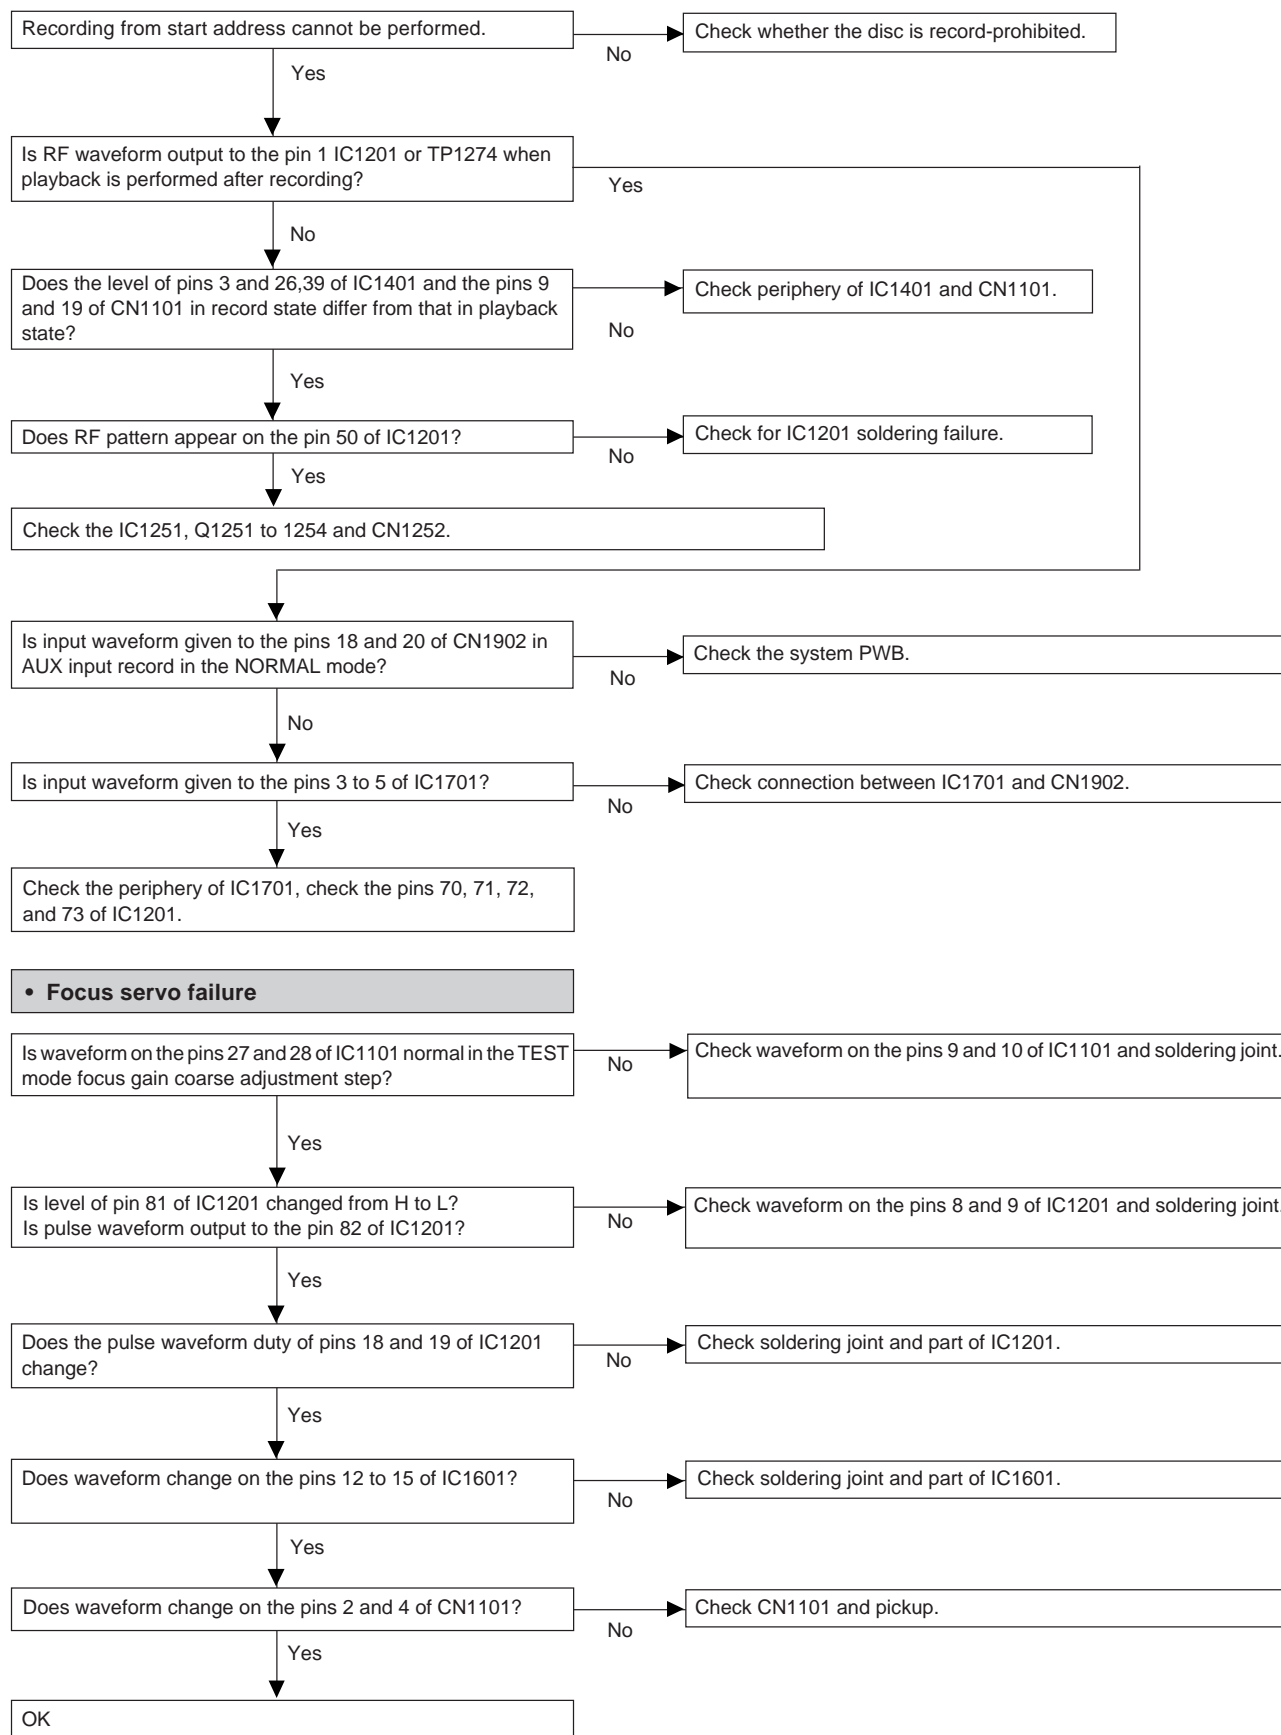 Recording from start address cannot be performed.
No
Check whether the disc is record-prohibited.
Yes
Is RF waveform output to the pin 1 IC1201 or TP1274 when
playback is performed after recording?
Yes
No
Does the level of pins 3 and 26,39 of IC1401 and the pins 9
and 19 of CN1101 in record state differ from that in playback
state?
No
Check periphery of IC1401 and CN1101.
Yes
Does RF pattern appear on the pin 50 of IC1201?
No
Check for IC1201 soldering failure.
Yes
Check the IC1251, Q1251 to 1254 and CN1252.
Is input waveform given to the pins 18 and 20 of CN1902 in
AUX input record in the NORMAL mode?
No
Check the system PWB.
No
Is input waveform given to the pins 3 to 5 of IC1701?
No
Check connection between IC1701 and CN1902.
Yes
Check the periphery of IC1701, check the pins 70, 71, 72,
and 73 of IC1201.
• Focus servo failure
Is waveform on the pins 27 and 28 of IC1101 normal in the TEST
mode focus gain coarse adjustment step?
No
Check waveform on the pins 9 and 10 of IC1101 and soldering joint.
Yes
Is level of pin 81 of IC1201 changed from H to L?
Is pulse waveform output to the pin 82 of IC1201?
No
Check waveform on the pins 8 and 9 of IC1201 and soldering joint.
Yes
Does the pulse waveform duty of pins 18 and 19 of IC1201
change?
No
Check soldering joint and part of IC1201.
Yes
Does waveform change on the pins 12 to 15 of IC1601?
No
Check soldering joint and part of IC1601.
Yes
Does waveform change on the pins 2 and 4 of CN1101?
No
Check CN1101 and pickup.
Yes
OK